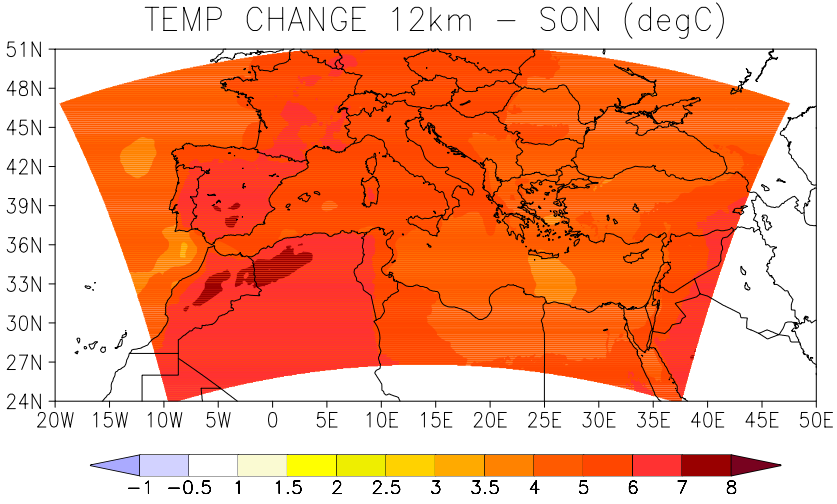 TEMP CHANGE 12km – SON (degC)
51N
48N
45N
42N
39N
36N
33N
30N
27N
24N
20W 15W 10W 5W 0 5E 10E 15E 20E 25E 30E 35E 40E 45E 50E
−1 −0.5 1 1.5 2 2.5 3 3.5 4 5 6 7 8